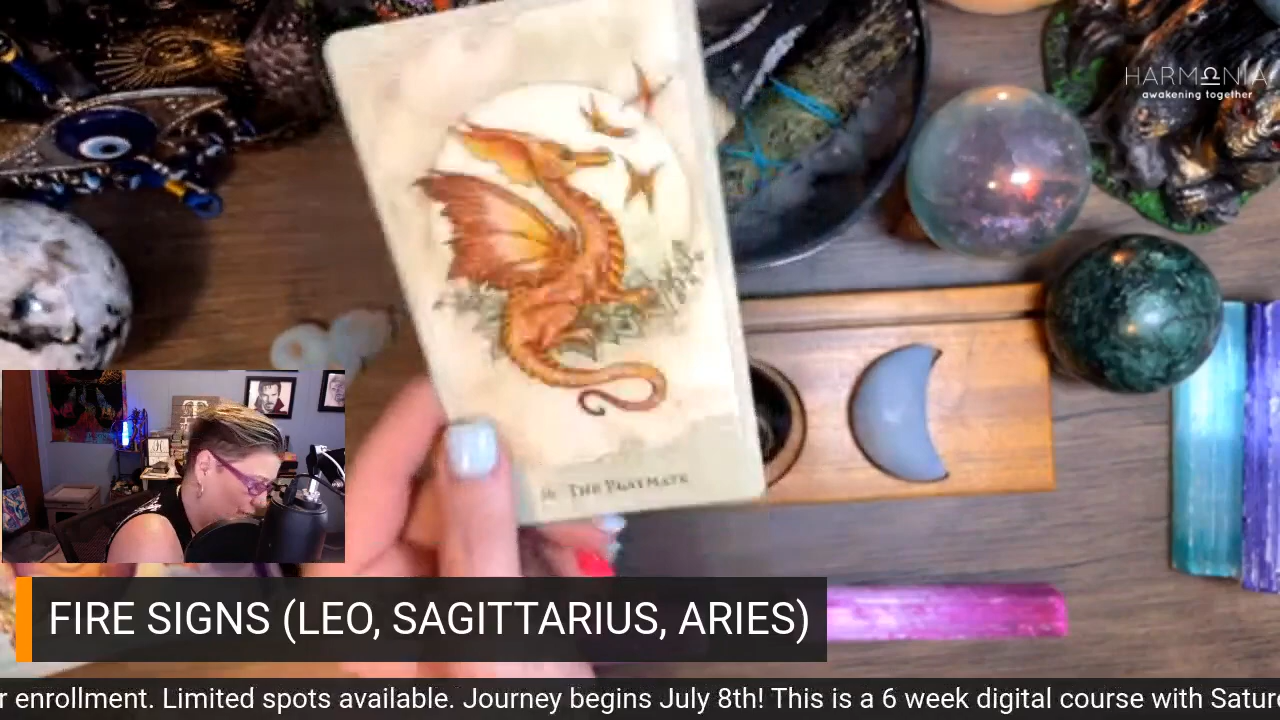 HARMONIA
awakening together
THE PLAYMATE
FIRE SIGNS (LEO, SAGITTARIUS, ARIES)
r enrollment. Limited spots available. Journey begins July 8th! This is a 6 week digital course with Satur